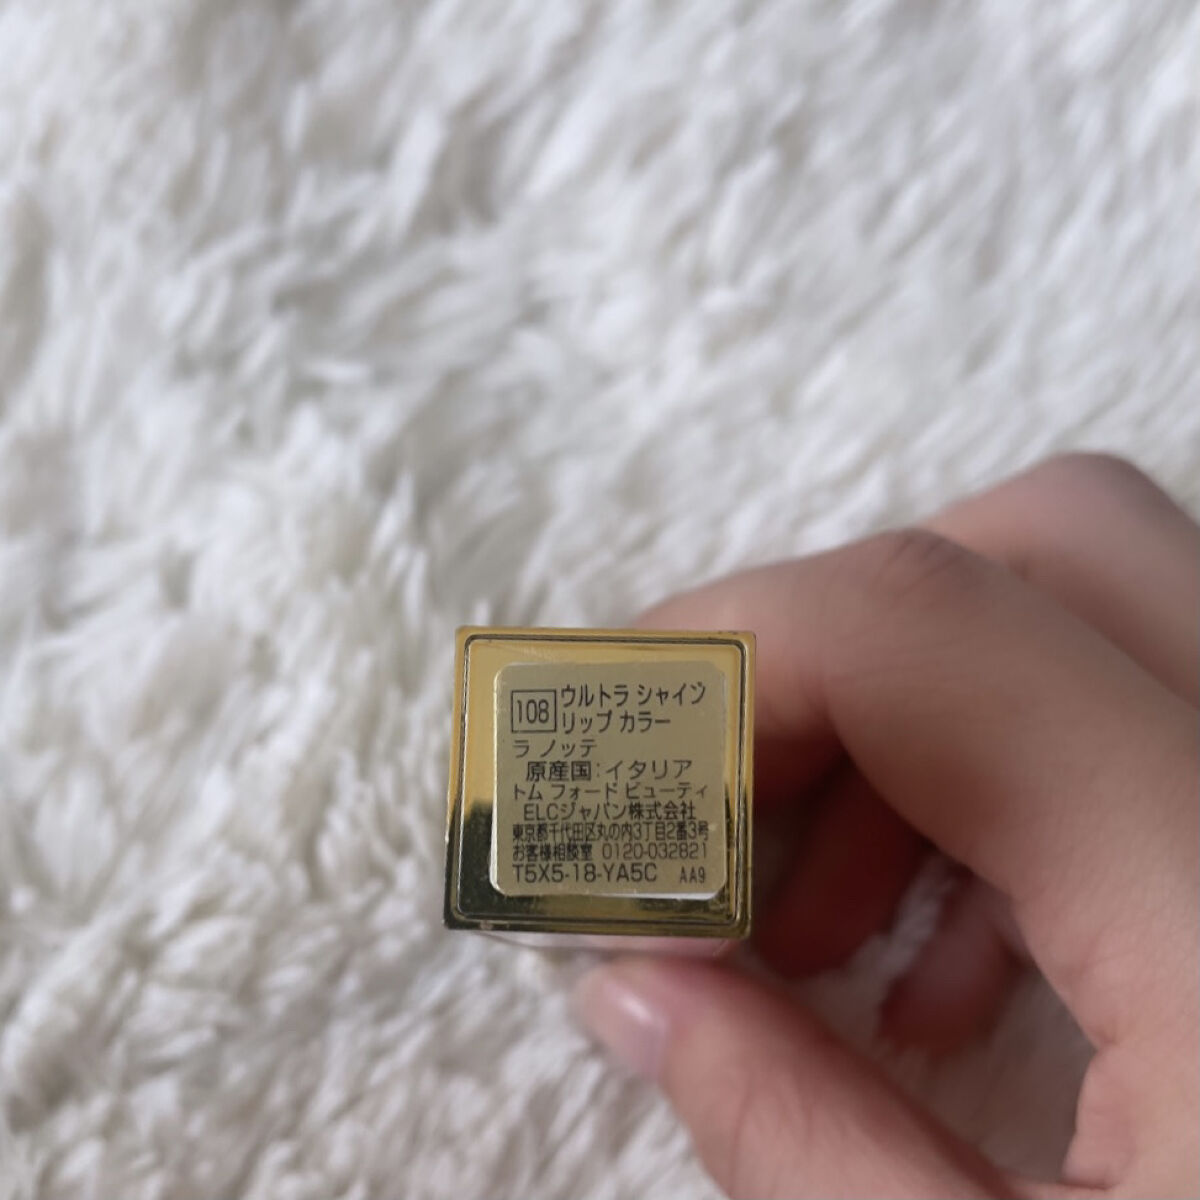 108 ウルトラ シャイン
リップ カラー
ラ ノッテ
原産国:イタリア
トム フォード ビューティ
ELCジャパン株式会社
東京都千代田区丸の内3丁目2番3号
お客様相談室 0120-032821
T5X5-18-YA5C AA9